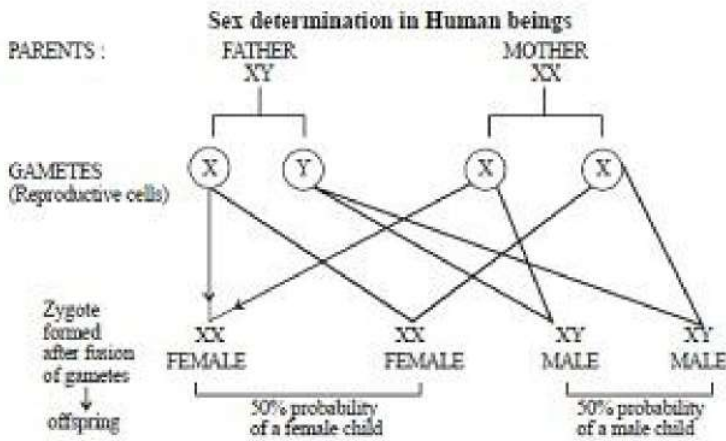 Sex determination in Human beings
PARENTS : FATHER MOTHER
XY XX
GAMETES X Y X X
(Reproductive cells)
Zygote
formed
after fusion
of gametes
offspring
XX XX XY XY
FEMALE FEMALE MALE MALE
50% probability
of a female child
50% probability
of a male child